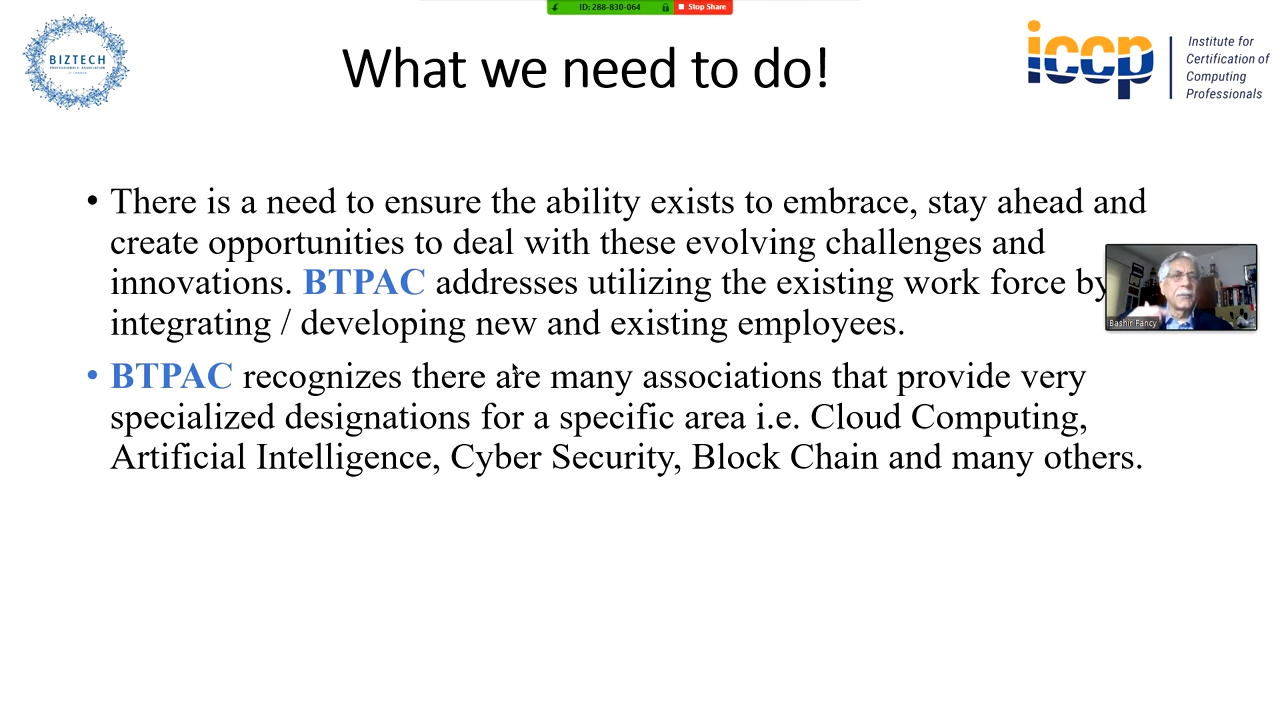 ID: 288-830-064
Stop Share
BIZTECH
What we need to do!
iccp
Institute for
Certification of
Computing
Professionals
• There is a need to ensure the ability exists to embrace, stay ahead and
create opportunities to deal with these evolving challenges and
innovations. BTPAC addresses utilizing the existing work force by
integrating / developing new and existing employees.
Bashir Fancy
• BTPAC recognizes there are many associations that provide very
specialized designations for a specific area i.e. Cloud Computing,
Artificial Intelligence, Cyber Security, Block Chain and many others.